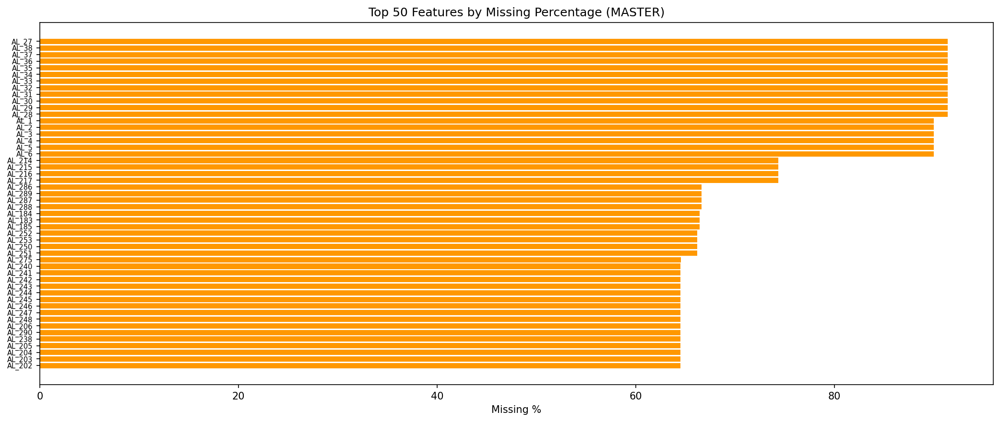 Top 50 Features by Missing Percentage (MASTER)
AL_27
AL_38
AL_37
AL_36
AL_35
AL_34
AL_33
AL_32
AL_31
AL_30
AL_29
AL_28
AL_1
AL_2
AL_3
AL_4
AL_5
AL_6
AL_214
AL_215
AL_216
AL_217
AL_286
AL_289
AL_287
AL_288
AL_184
AL_183
AL_185
AL_252
AL_253
AL_250
AL_251
AL_275
AL_240
AL_241
AL_242
AL_243
AL_244
AL_245
AL_246
AL_247
AL_248
AL_206
AL_290
AL_238
AL_205
AL_204
AL_203
AL_202
0 20 40 60 80
Missing %